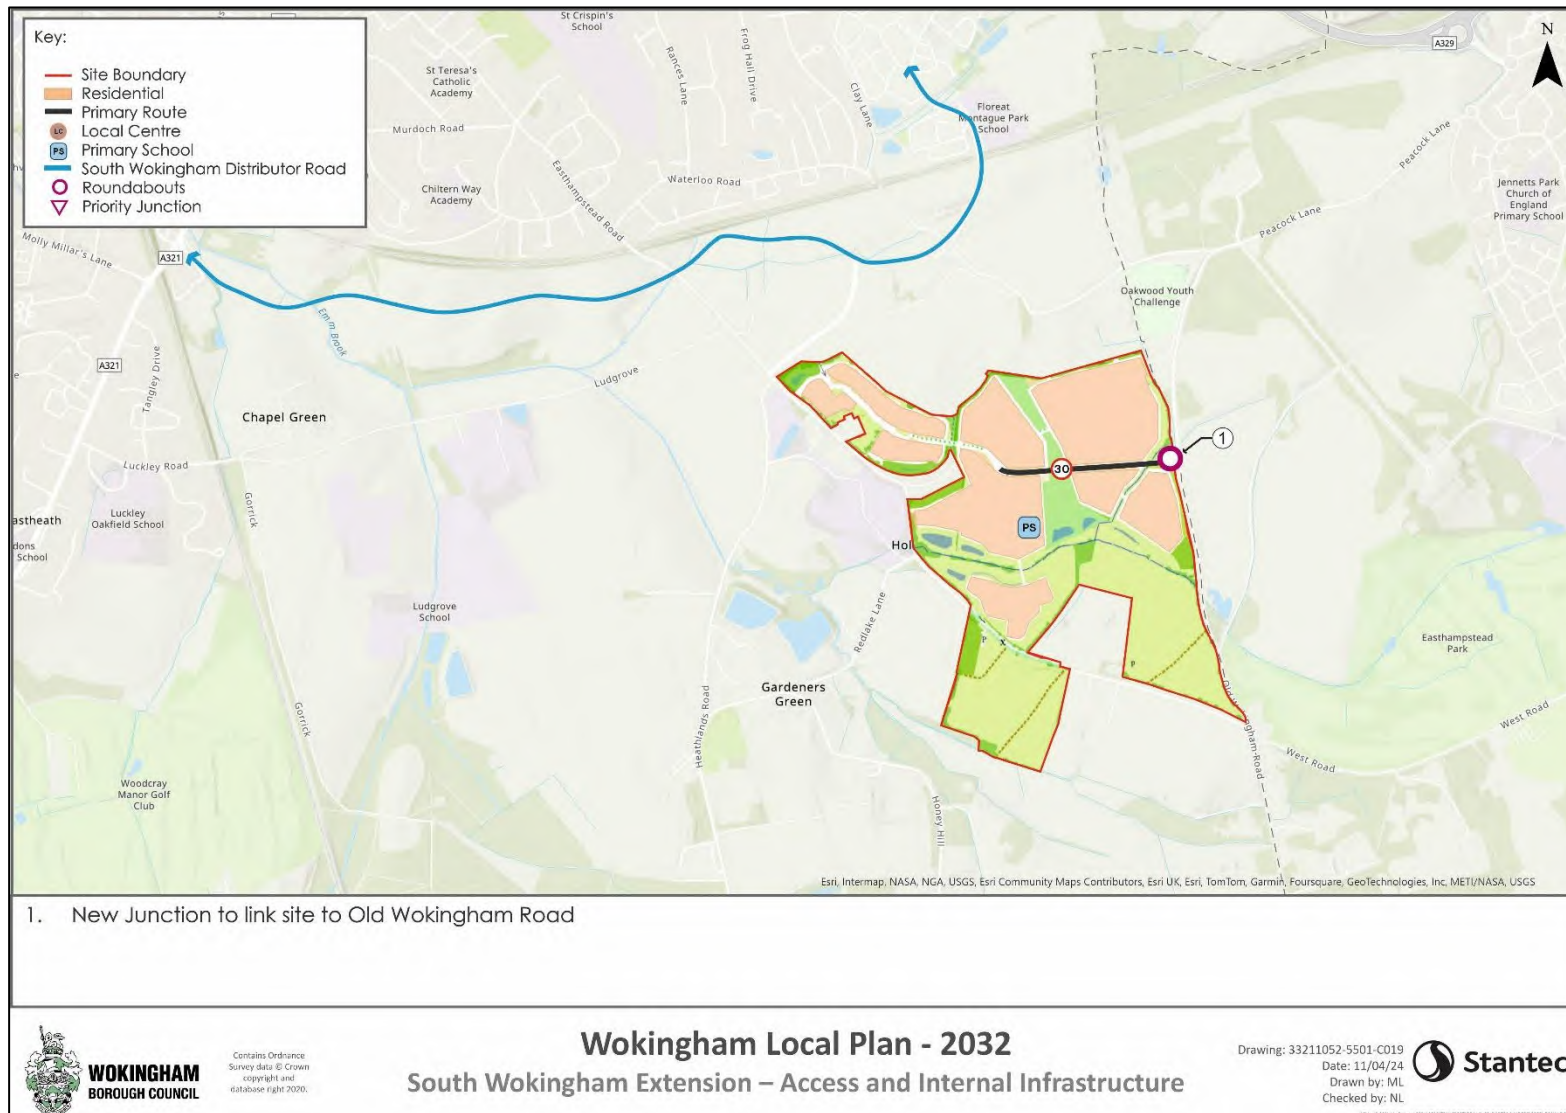 Key:
Site Boundary
Residential
Primary Route
LC
Local Centre
PS
Primary School
South Wokingham Distributor Road
Roundabouts
Priority Junction
St Crispin's
School
St Teresa's
Catholic
Academy
Rances Lane
Frog Hall Drive
Clay Lane
Floreat
Montague Park
School
A329
N
Murdoch Road
Easthampstead Road
Waterloo Road
Chiltern Way
Academy
Peacock Lane
Peacock Lane
Jennetts Park
Church of
England
Primary School
Molly Millar's Lane
A321
Oakwood Youth
Challenge
Emm Brook
A321
Tangley Drive
Ludgrove
Chapel Green
1
Luckley Road
30
Gorrick
Luckley
Oakfield School
PS
Ludgrove
School
Redlake Lane
Easthampstead
Park
P
X
P
Gardeners
Green
Heathlands Road
Gorrick
West Road
West Road
Woodcray
Manor Golf
Club
Honey Hill
Esri, Intermap, NASA, NGA, USGS, Esri Community Maps Contributors, Esri UK, Esri, TomTom, Garmin, Foursquare, GeoTechnologies, Inc, METI/NASA, USGS
1. New Junction to link site to Old Wokingham Road
WOKINGHAM
BOROUGH COUNCIL
Contains Ordnance
Survey data © Crown
copyright and
database right 2020.
Wokingham Local Plan - 2032
South Wokingham Extension – Access and Internal Infrastructure
Drawing: 33211052-5501-C019
Date: 11/04/24
Drawn by: ML
Checked by: NL
Stantec